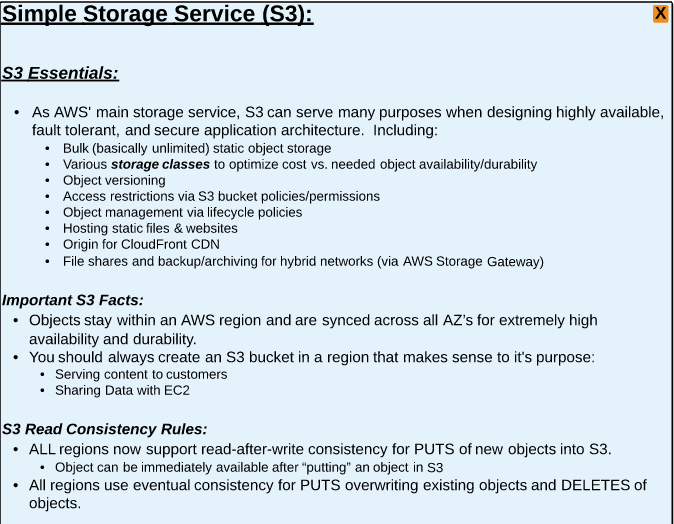 Simple Storage Service (S3):
X
S3 Essentials:
• As AWS' main storage service, S3 can serve many purposes when designing highly available,
fault tolerant, and secure application architecture. Including:
• Bulk (basically unlimited) static object storage
• Various storage classes to optimize cost vs. needed object availability/durability
• Object versioning
• Access restrictions via S3 bucket policies/permissions
• Object management via lifecycle policies
• Hosting static files & websites
• Origin for CloudFront CDN
• File shares and backup/archiving for hybrid networks (via AWS Storage Gateway)
Important S3 Facts:
• Objects stay within an AWS region and are synced across all AZ's for extremely high
availability and durability.
• You should always create an S3 bucket in a region that makes sense to it's purpose:
• Serving content to customers
• Sharing Data with EC2
S3 Read Consistency Rules:
• ALL regions now support read-after-write consistency for PUTS of new objects into S3.
• Object can be immediately available after “putting” an object in S3
• All regions use eventual consistency for PUTS overwriting existing objects and DELETES of
objects.